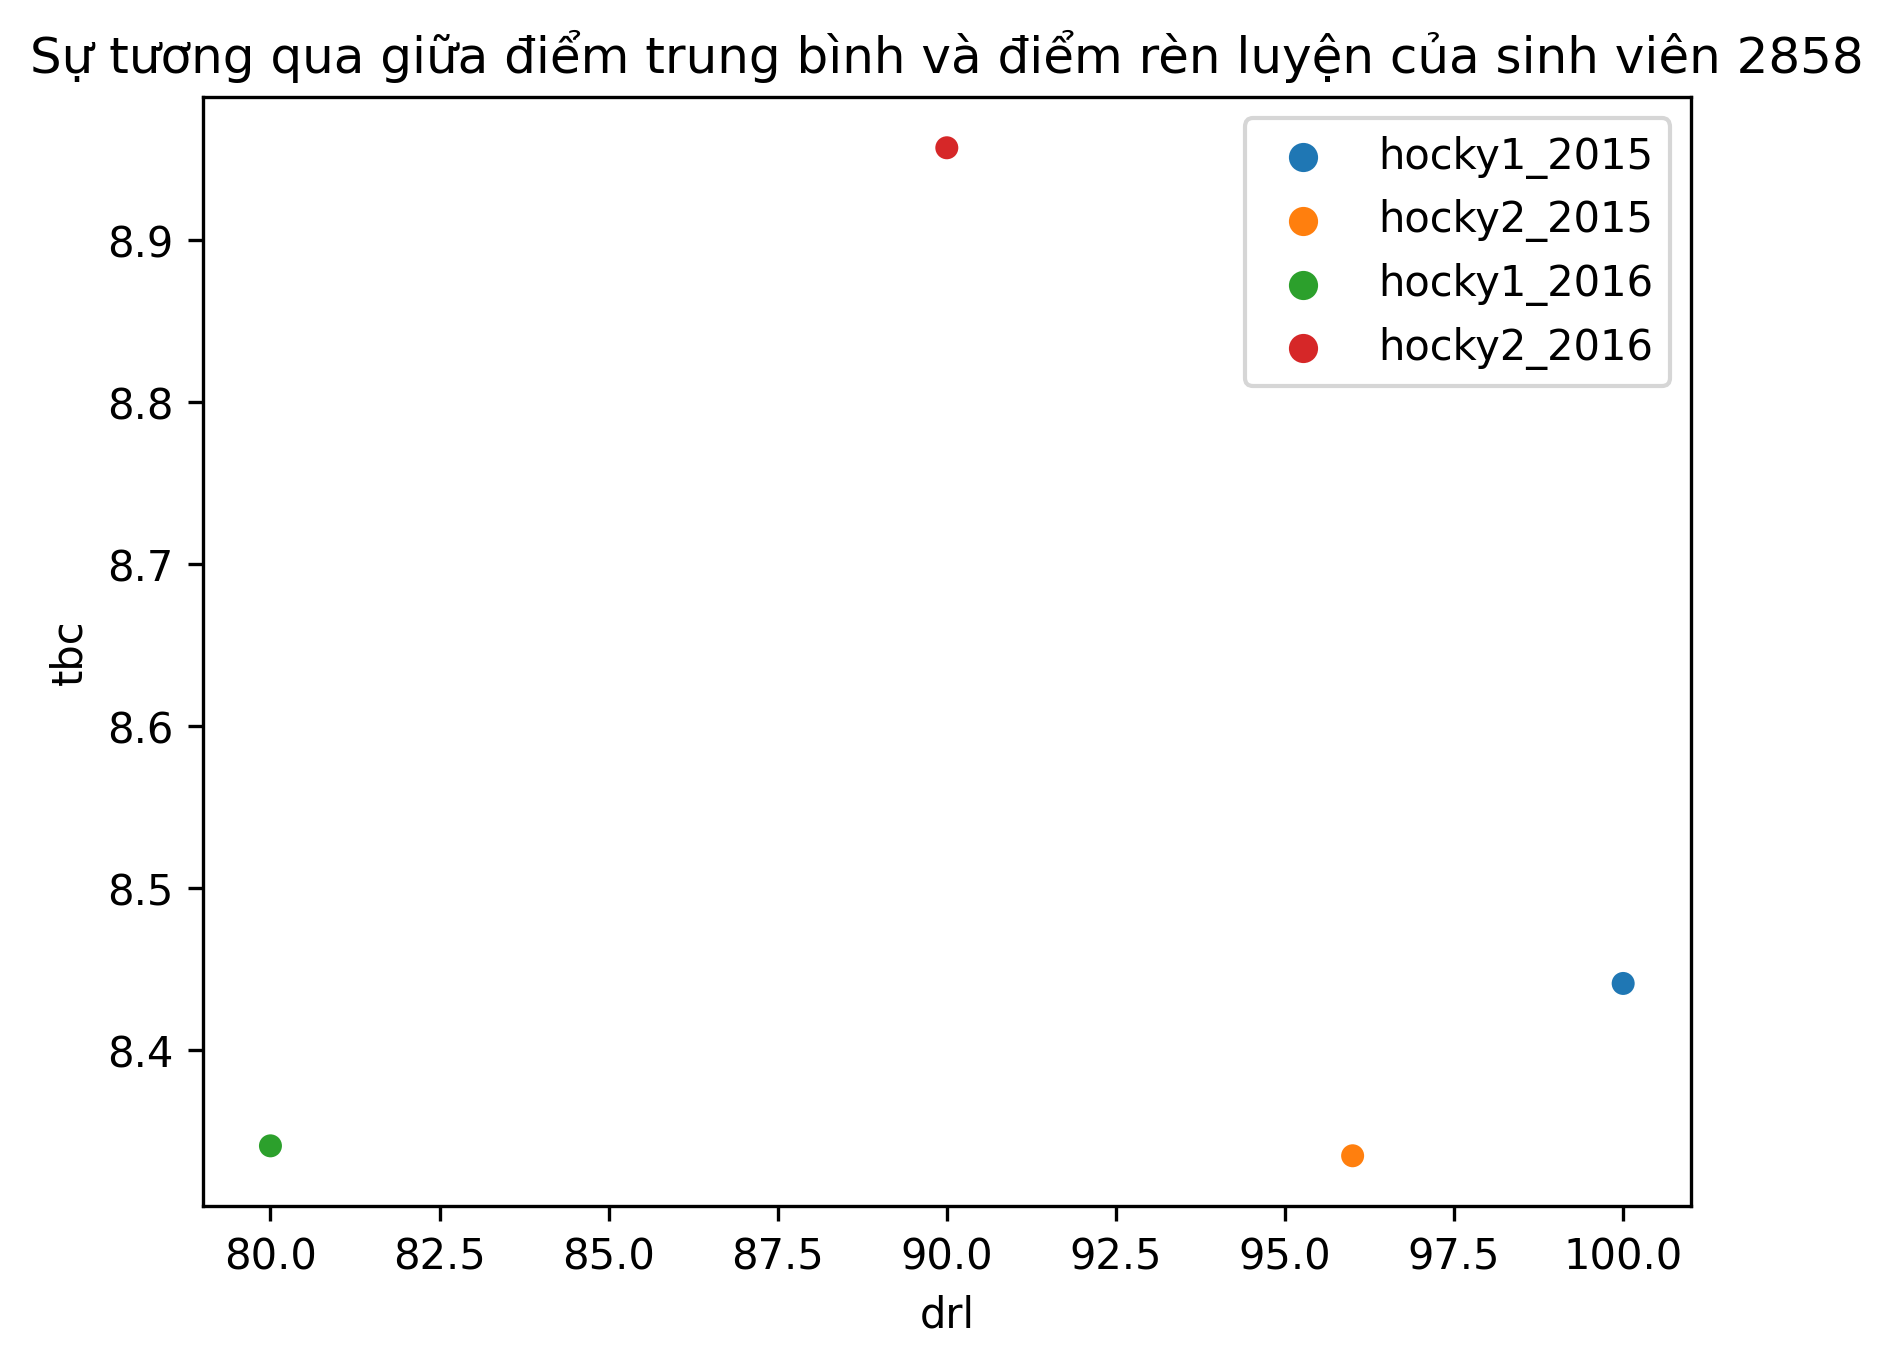 Sự tương qua giữa điểm trung bình và điểm rèn luyện của sinh viên 2858
hocky1_2015
hocky2_2015
hocky1_2016
hocky2_2016
8.9
8.8
8.7
8.6
8.5
8.4
tbc
80.0 82.5 85.0 87.5 90.0 92.5 95.0 97.5 100.0
drl